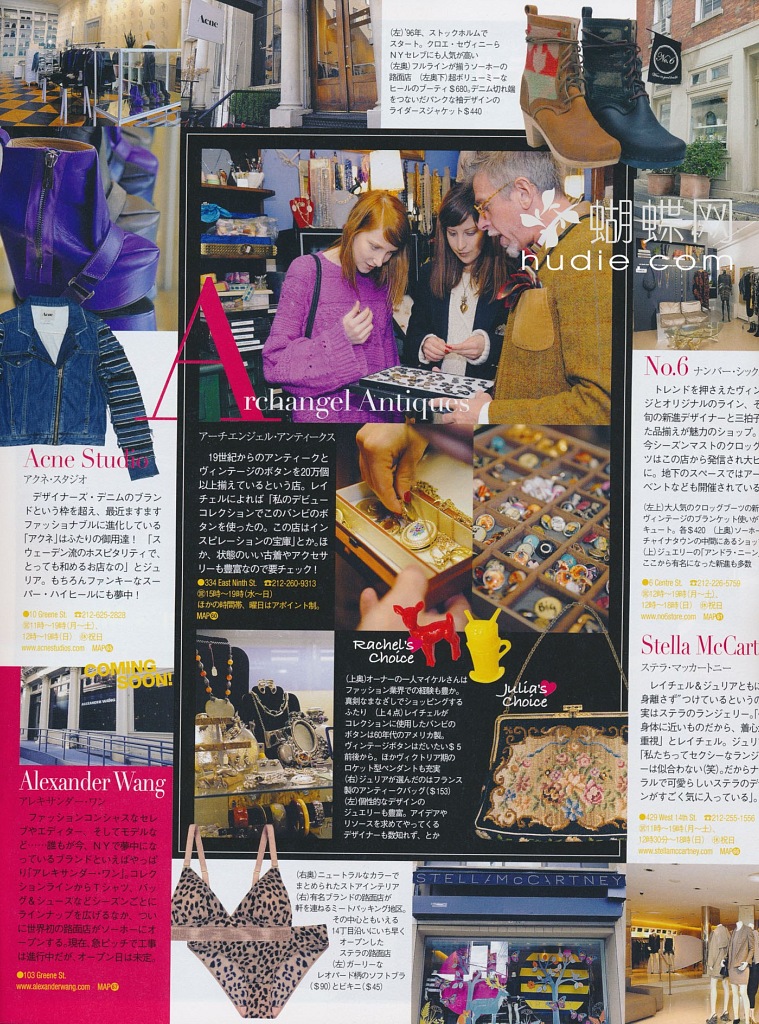 Acne
(左)'96年、ストックホルムで
スタート。クロエ・セヴィニーら
NYセレブにも人気が高い
(左奥)フルラインが揃うソーホーの
路面店 (左奥下)超ボリューミーな
ヒールのブーティ$680。デニム切れ端
をつないだパンクな袖デザインの
ライダースジャケット$440
No.6
蝴蝶网
hudie.com
Archangel Antiques
アーチエンジェル・アンティークス
19世紀からのアンティークと
ヴィンテージのボタンを20万個
以上揃えているという店。レイ
チェルによれば「私のデビュー
コレクションでこのバンビのボ
タンを使ったの。この店はイン
スピレーションの宝庫」とか。ほ
か、状態のいい古着やアクセサ
リーも豊富なので要チェック!
●334 East Ninth St. ☎212-260-9313
㊺15時〜19時(水〜日)
ほかの時間帯、曜日はアポイント制。
Rachel's
Choice
Julia's
Choice
(上奥)オーナーの一人マイケルさんは
ファッション業界での経験も豊か。
真剣なまなざしでショッピングする
ふたり (上4点)レイチェルが
コレクションに使用したバンビの
ボタンは60年代のアメリカ製。
ヴィンテージボタンはだいたい$5
前後から。ほかヴィクトリア期の
ロケット型ペンダントも充実
(右)ジュリアが選んだのはフランス
製のアンティークバッグ($153)
(左)個性的なデザインの
ジュエリーも豊富。アイデアや
リソースを求めてやってくる
デザイナーも数知れず、とか
Acne
Acne Studio
アクネ・スタジオ
デザイナーズ・デニムのブラン
ドという枠を超え、最近ますます
ファッショナブルに進化している
「アクネ」はふたりの御用達! 「ス
ウェーデン流のホスピタリティで、
とっても和めるお店なの」とジュ
リア。もちろんファンキーなスー
パー・ハイヒールにも夢中!
●10 Greene St. ☎212-625-2828
11時〜19時(月〜土)、
12時〜19時(日) ㊡祝日
www.acnestudios.com
COMING
SOON!
ALEXANDER WANG
Alexander Wang
アレキサンダー・ワン
ファッションコンシャスなセレ
ブやエディター、そしてモデルな
ど……誰もが今、NYで夢中にな
っているブランドといえばやっぱ
り「アレキサンダー・ワン」。コレク
ションラインからTシャツ、バッ
グ&シューズなどシーズンごとに
ラインナップを広げるなか、つい
に世界初の路面店がソーホーにオ
ープンする。現在、急ピッチで工事
は進行中だが、オープン日は未定。
●103 Greene St.
www.alexanderwang.com
No.6 ナンバー・シック
トレンドを押さえたヴィン
ジとオリジナルのライン、そ
旬の新進デザイナーと三拍子
た品揃えが魅力のショップ。
今シーズンマストのクロッグ
ツはこの店から発信され大ヒ
に。地下のスペースではアー
ベントなども開催されている
(左上)大人気のクロッグブーツの新
ヴィンテージのブランケット使いが
キュート。各$420 (上奥)ソーホー
チャイナタウンの中間にあるショッ
(上)ジュエリーの「アンドラ・ニーン」
ここから有名になった新進も多数
●6 Centre St. ☎212-226-5759
12時〜19時(月〜土)、
12時〜18時(日) ㊡祝日
www.no6store.com
Stella McCart
ステラ・マッカートニー
レイチェル&ジュリアともに
身離さず”つけているというの
実はステラのランジェリー。「
身体に近いものだから、着心
重視」とレイチェル。ジュリ
「私たちってセクシーなランジ
ーは似合わない(笑)。だからナ
ラルで可愛らしいステラのデ
ンがすごく気に入っている」。
●429 West 14th St. ☎212-255-1556
11時〜19時(月〜土)、
12時30分〜18時(日) ㊡祝日
www.stellamccartney.com
(右奥)ニュートラルなカラーで
まとめられたストアインテリア
(右)有名ブランドの路面店が
軒を連ねるミートパッキング地区。
その中心ともいえる
14丁目沿いにいち早く
オープンした
ステラの路面店
(左)ガーリーな
レオパード柄のソフトブラ
($90)とビキニ($45)
STELLA McCARTNEY